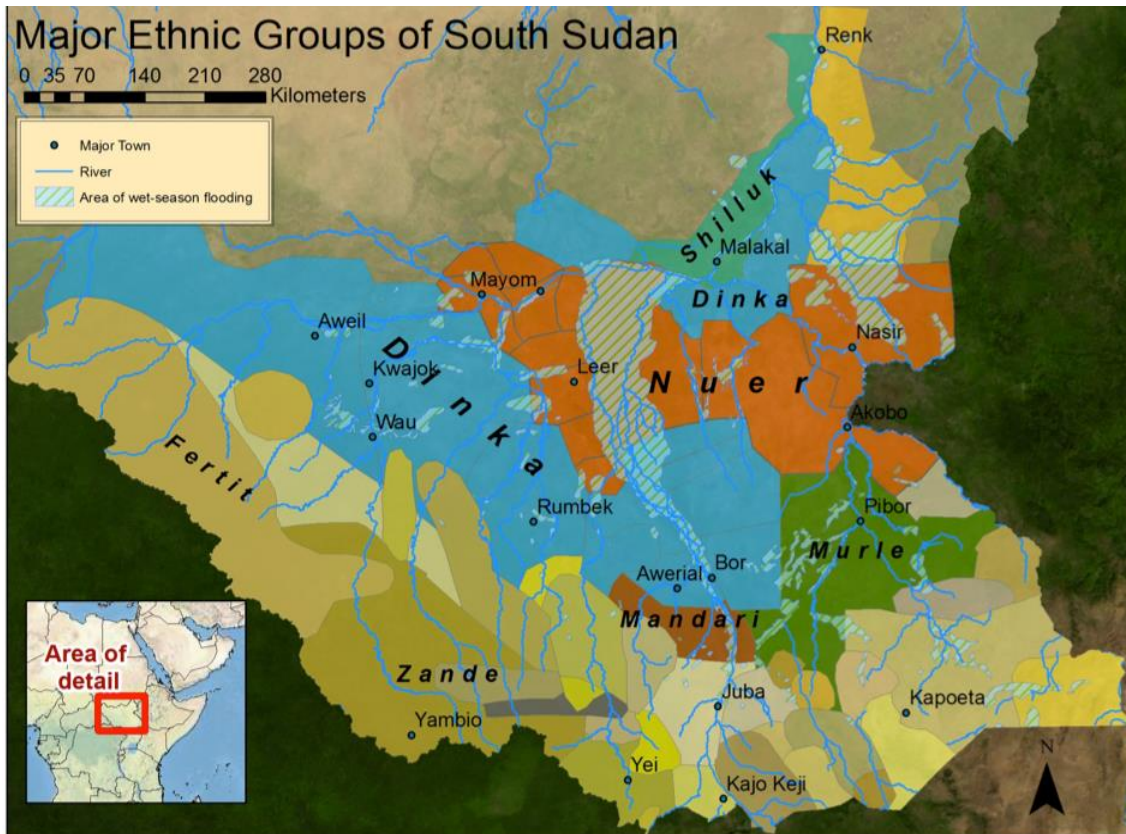 Major Ethnic Groups of South Sudan
0 35 70 140 210 280
Kilometers
Major Town
River
Area of wet-season flooding
Renk
Shilluk
Malakal
Mayom
Dinka
Aweil
Nasir
Dinka
Kwajok
Leer
Nuer
Wau
Akobo
Fertit
Rumbek
Pibor
Murle
Awerial
Bor
Mandari
Area of
detail
Zande
Juba
Kapoeta
Yambio
Yei
Kajo Keji
N